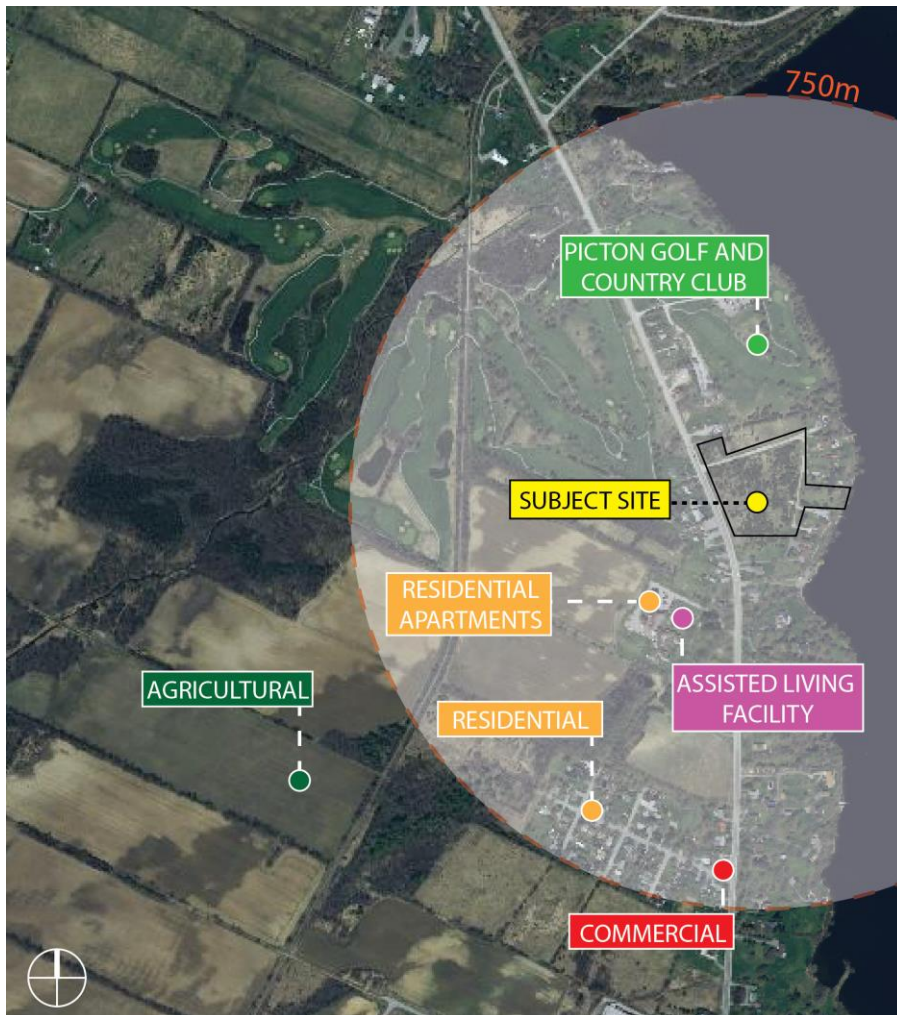 750m
PICTON GOLF AND
COUNTRY CLUB
SUBJECT SITE
RESIDENTIAL
APARTMENTS
ASSISTED LIVING
FACILITY
AGRICULTURAL
RESIDENTIAL
COMMERCIAL